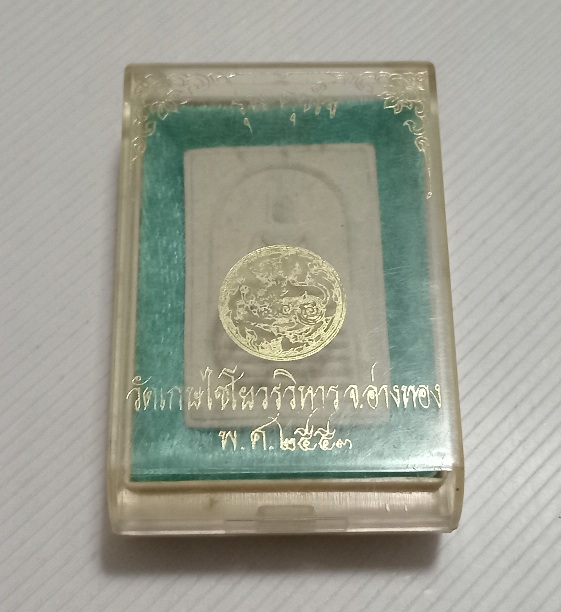 วัดเกษไชโยวรวิหาร จ.อ่างทอง
พ.ศ.๒๕๕๓